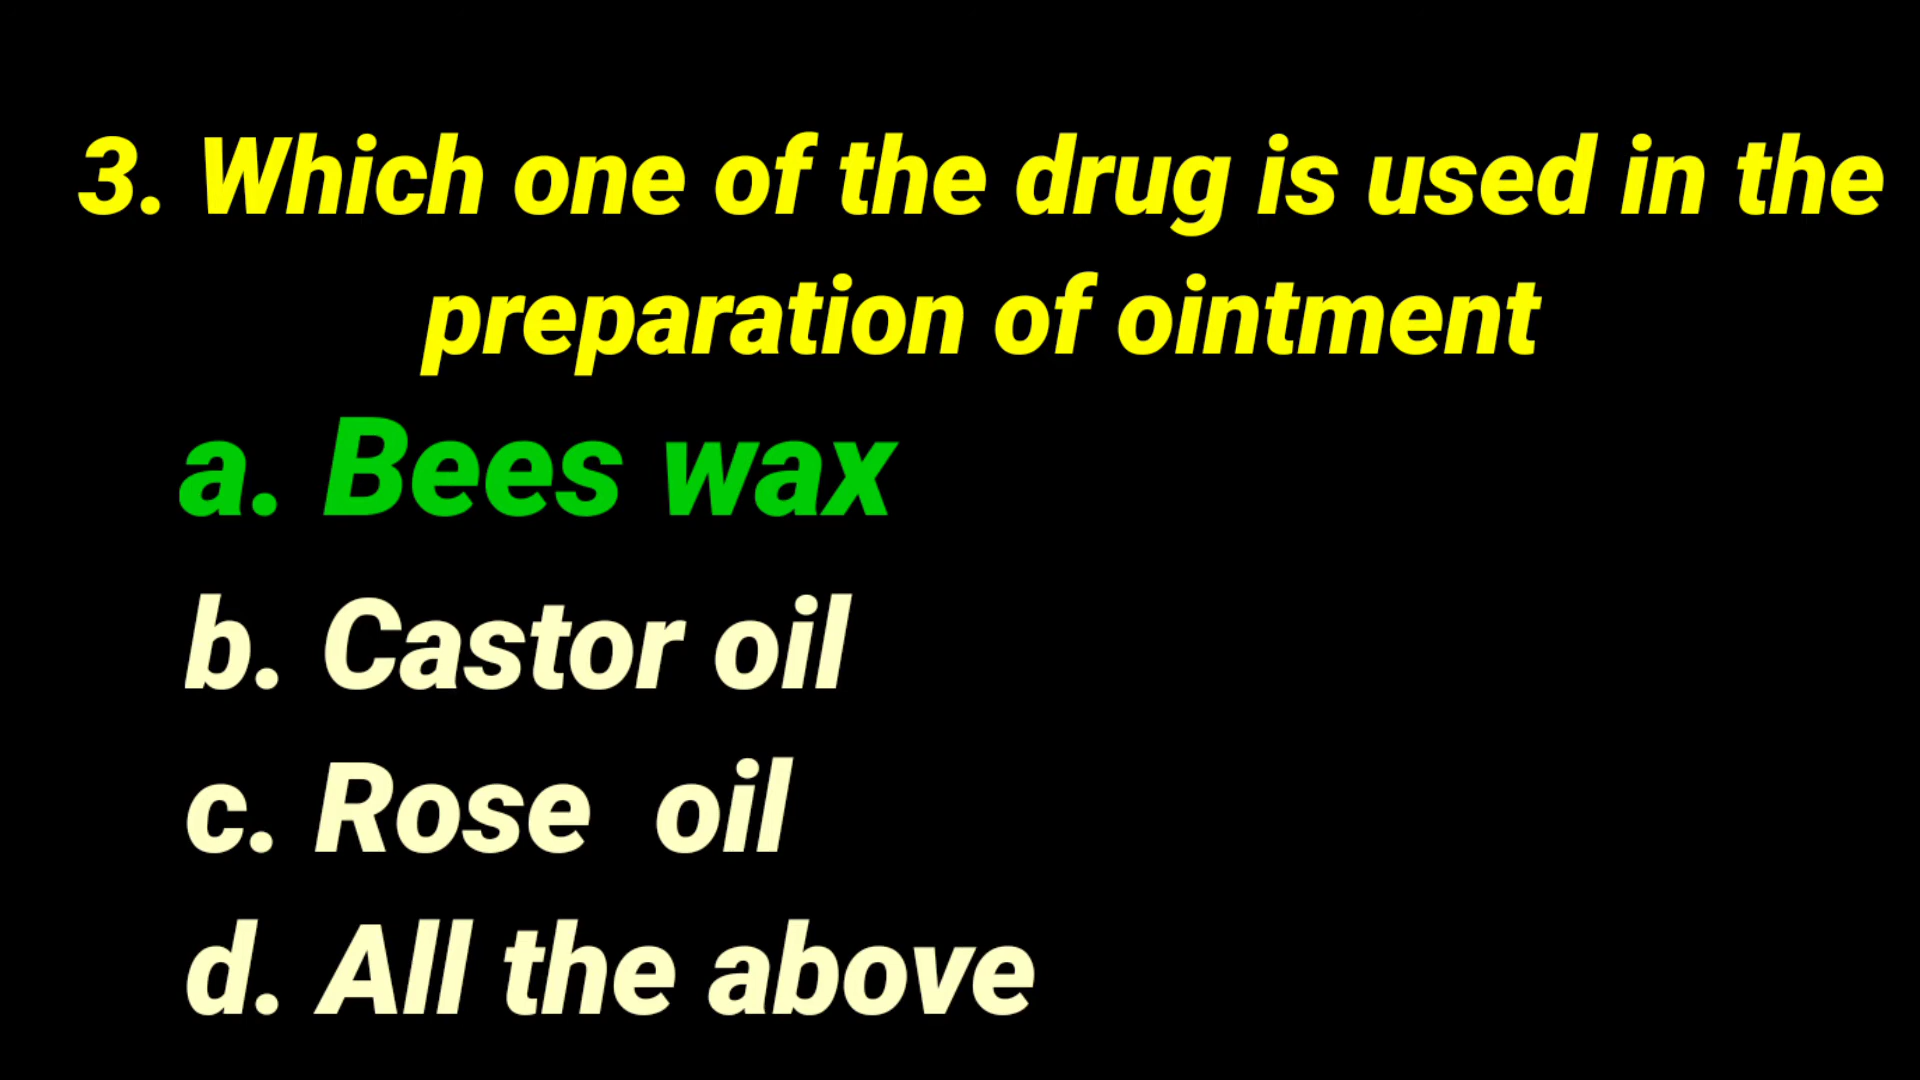 3. Which one of the drug is used in the
preparation of ointment
a. Bees wax
b. Castor oil
c. Rose oil
d. All the above